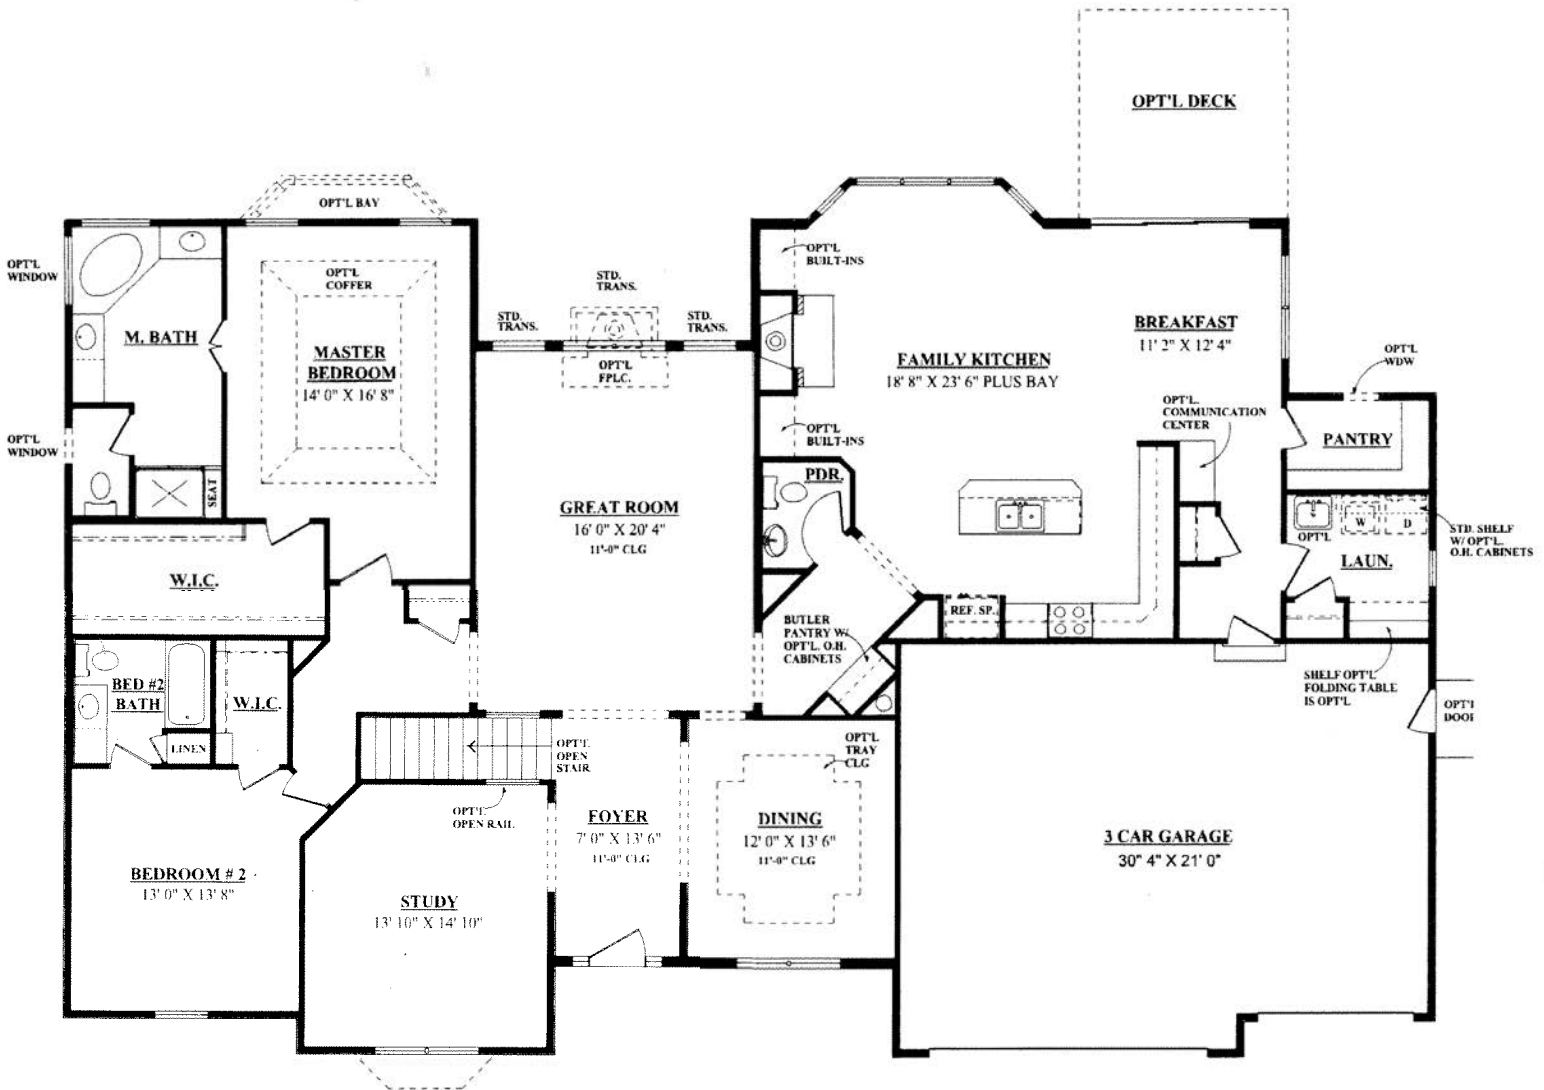 OPT'L DECK
OPT'L BAY
OPT'L
WINDOW
OPT'L
COFFER
STD.
TRANS.
STD.
TRANS.
STD.
TRANS.
OPT'L
BUILT-INS
M. BATH
MASTER
BEDROOM
14' 0" X 16' 8"
OPT'L
FPLC.
FAMILY KITCHEN
18' 8" X 23' 6" PLUS BAY
BREAKFAST
11' 2" X 12' 4"
OPT'L
WDW
OPT'L
WINDOW
OPT'L
BUILT-INS
OPT'L.
COMMUNICATION
CENTER
PANTRY
SEAT
PDR.
GREAT ROOM
16' 0" X 20' 4"
11'-0" CLG
W
D
OPT'L
STD. SHELF
W/ OPT'L.
O.H. CABINETS
LAUN.
W.I.C.
REF. SP.
BUTLER
PANTRY W/
OPT'L. O.H.
CABINETS
BED #2
BATH
W.I.C.
LINEN
SHELF OPT'L
FOLDING TABLE
IS OPT'L
OPT'L
OPEN
STAIR
OPT'L
TRAY
CLG
OPT'L
OPEN RAIL
FOYER
7' 0" X 13' 6"
11'-0" CLG
DINING
12' 0" X 13' 6"
11'-0" CLG
3 CAR GARAGE
30" 4" X 21' 0"
BEDROOM # 2
13' 0" X 13' 8"
STUDY
13' 10" X 14' 10"